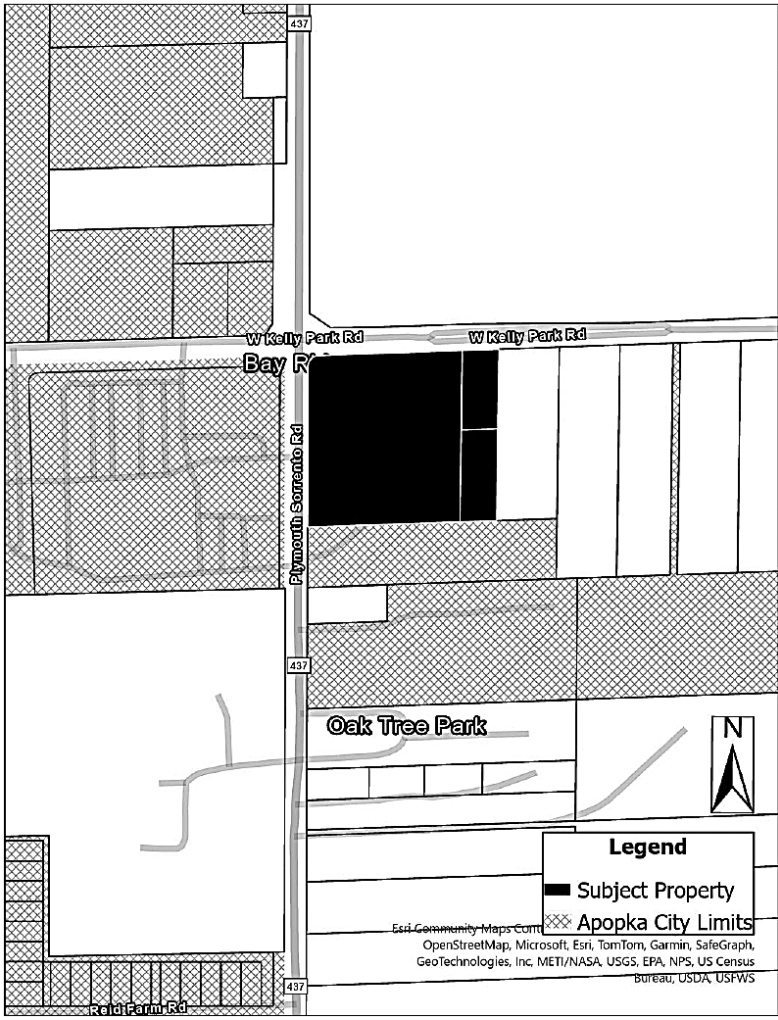 437
W Kelly Park Rd
W Kelly Park Rd
Bay R
Plymouth Sorrento Rd
437
Oak Tree Park
N
Legend
Subject Property
Apopka City Limits
Esri Community Maps Cont
OpenStreetMap, Microsoft, Esri, TomTom, Garmin, SafeGraph,
GeoTechnologies, Inc, METI/NASA, USGS, EPA, NPS, US Census
Bureau, USDA, USFWS
437
Reid Farm Rd